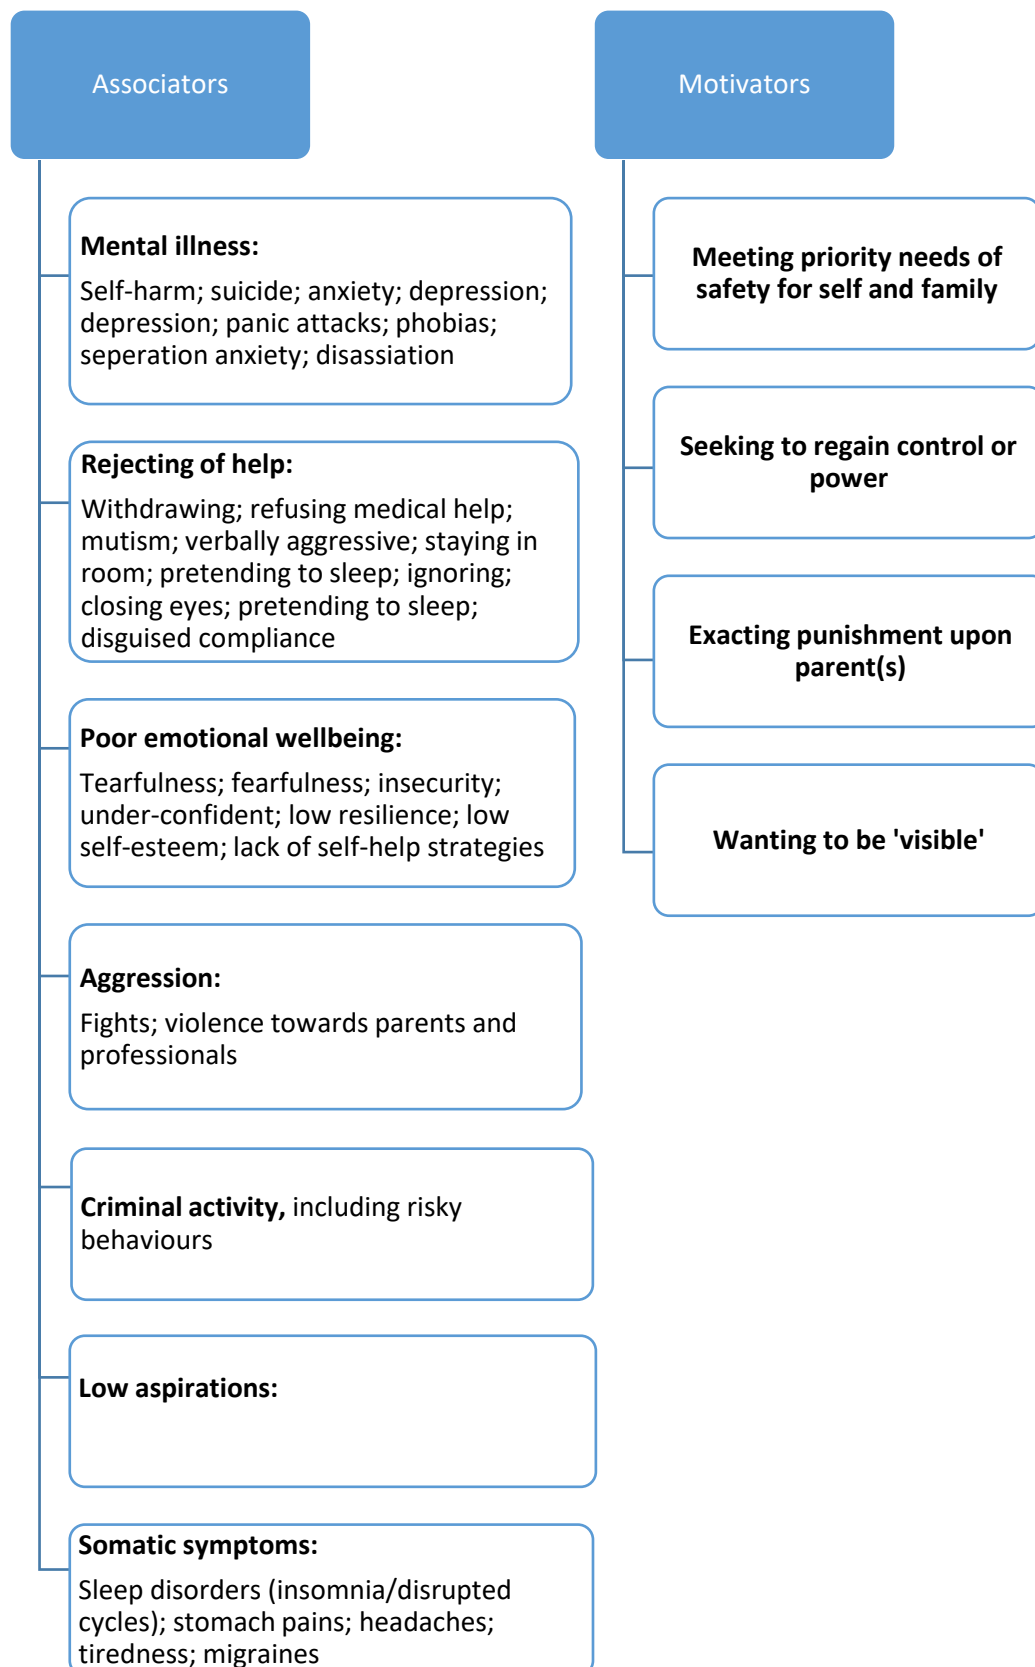 Associators
Mental illness:
Self-harm; suicide; anxiety; depression;
depression; panic attacks; phobias;
seperation anxiety; disassiation
Rejecting of help:
Withdrawing; refusing medical help;
mutism; verbally aggressive; staying in
room; pretending to sleep; ignoring;
closing eyes; pretending to sleep;
disguised compliance
Poor emotional wellbeing:
Tearfulness; fearfulness; insecurity;
under-confident; low resilience; low
self-esteem; lack of self-help strategies
Aggression:
Fights; violence towards parents and
professionals
Criminal activity, including risky
behaviours
Low aspirations:
Somatic symptoms:
Sleep disorders (insomnia/disrupted
cycles); stomach pains; headaches;
tiredness; migraines
Motivators
Meeting priority needs of
safety for self and family
Seeking to regain control or
power
Exacting punishment upon
parent(s)
Wanting to be 'visible'